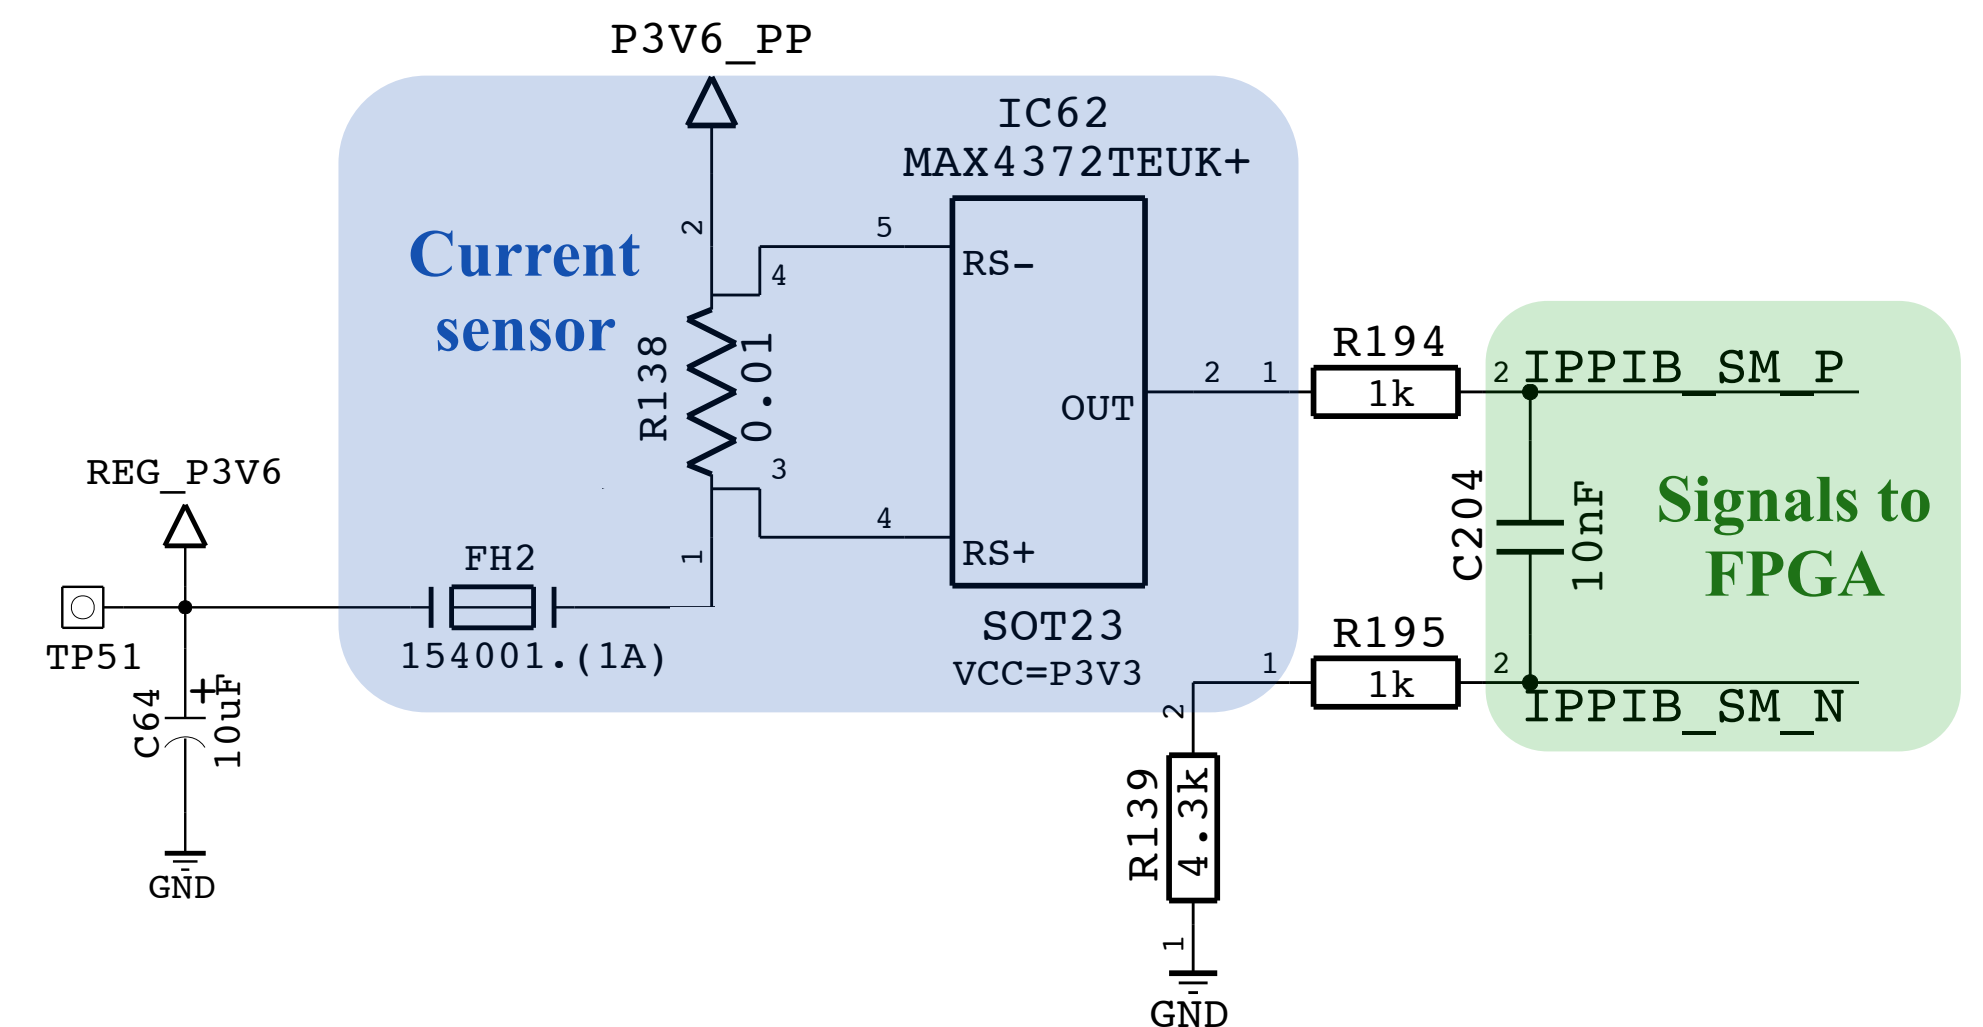 P3V6_PP
IC62
MAX4372TEUK+
Current
sensor
2
5
4
RS-
R138
0.01
OUT
2
1
R194
1k
2
IPPIB_SM_P
3
4
RS+
1
REG_P3V6
FH2
154001.(1A)
TP51
C64
+
10uF
GND
SOT23
VCC=P3V3
C204
10nF
Signals to
FPGA
1
R195
1k
2
IPPIB_SM_N
2
R139
4.3k
1
GND